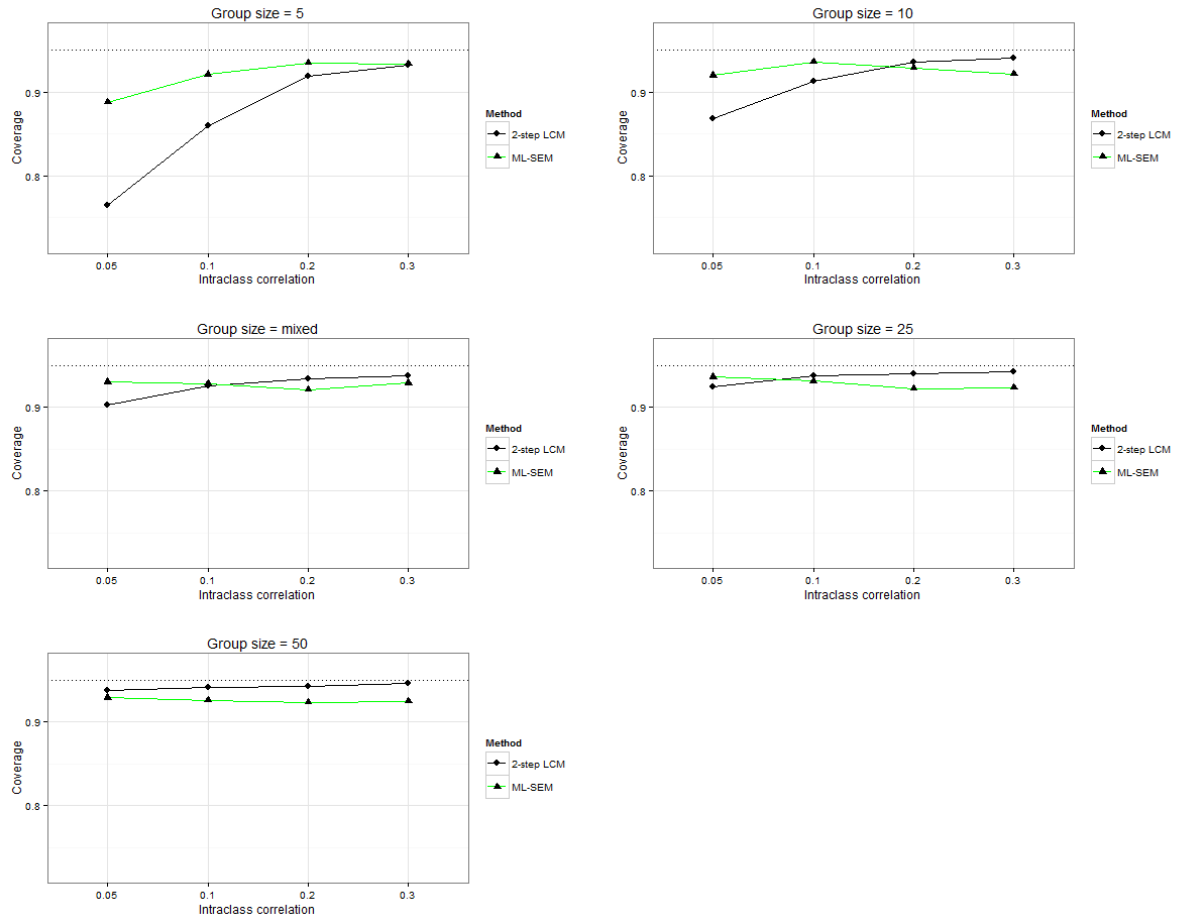 Group size = 5
Coverage
0.9
0.8
0.05 0.1 0.2 0.3
Intraclass correlation
Method
2-step LCM
ML-SEM
Group size = 10
Coverage
0.9
0.8
0.05 0.1 0.2 0.3
Intraclass correlation
Method
2-step LCM
ML-SEM
Group size = mixed
Coverage
0.9
0.8
0.05 0.1 0.2 0.3
Intraclass correlation
Method
2-step LCM
ML-SEM
Group size = 25
Coverage
0.9
0.8
0.05 0.1 0.2 0.3
Intraclass correlation
Method
2-step LCM
ML-SEM
Group size = 50
Coverage
0.9
0.8
0.05 0.1 0.2 0.3
Intraclass correlation
Method
2-step LCM
ML-SEM